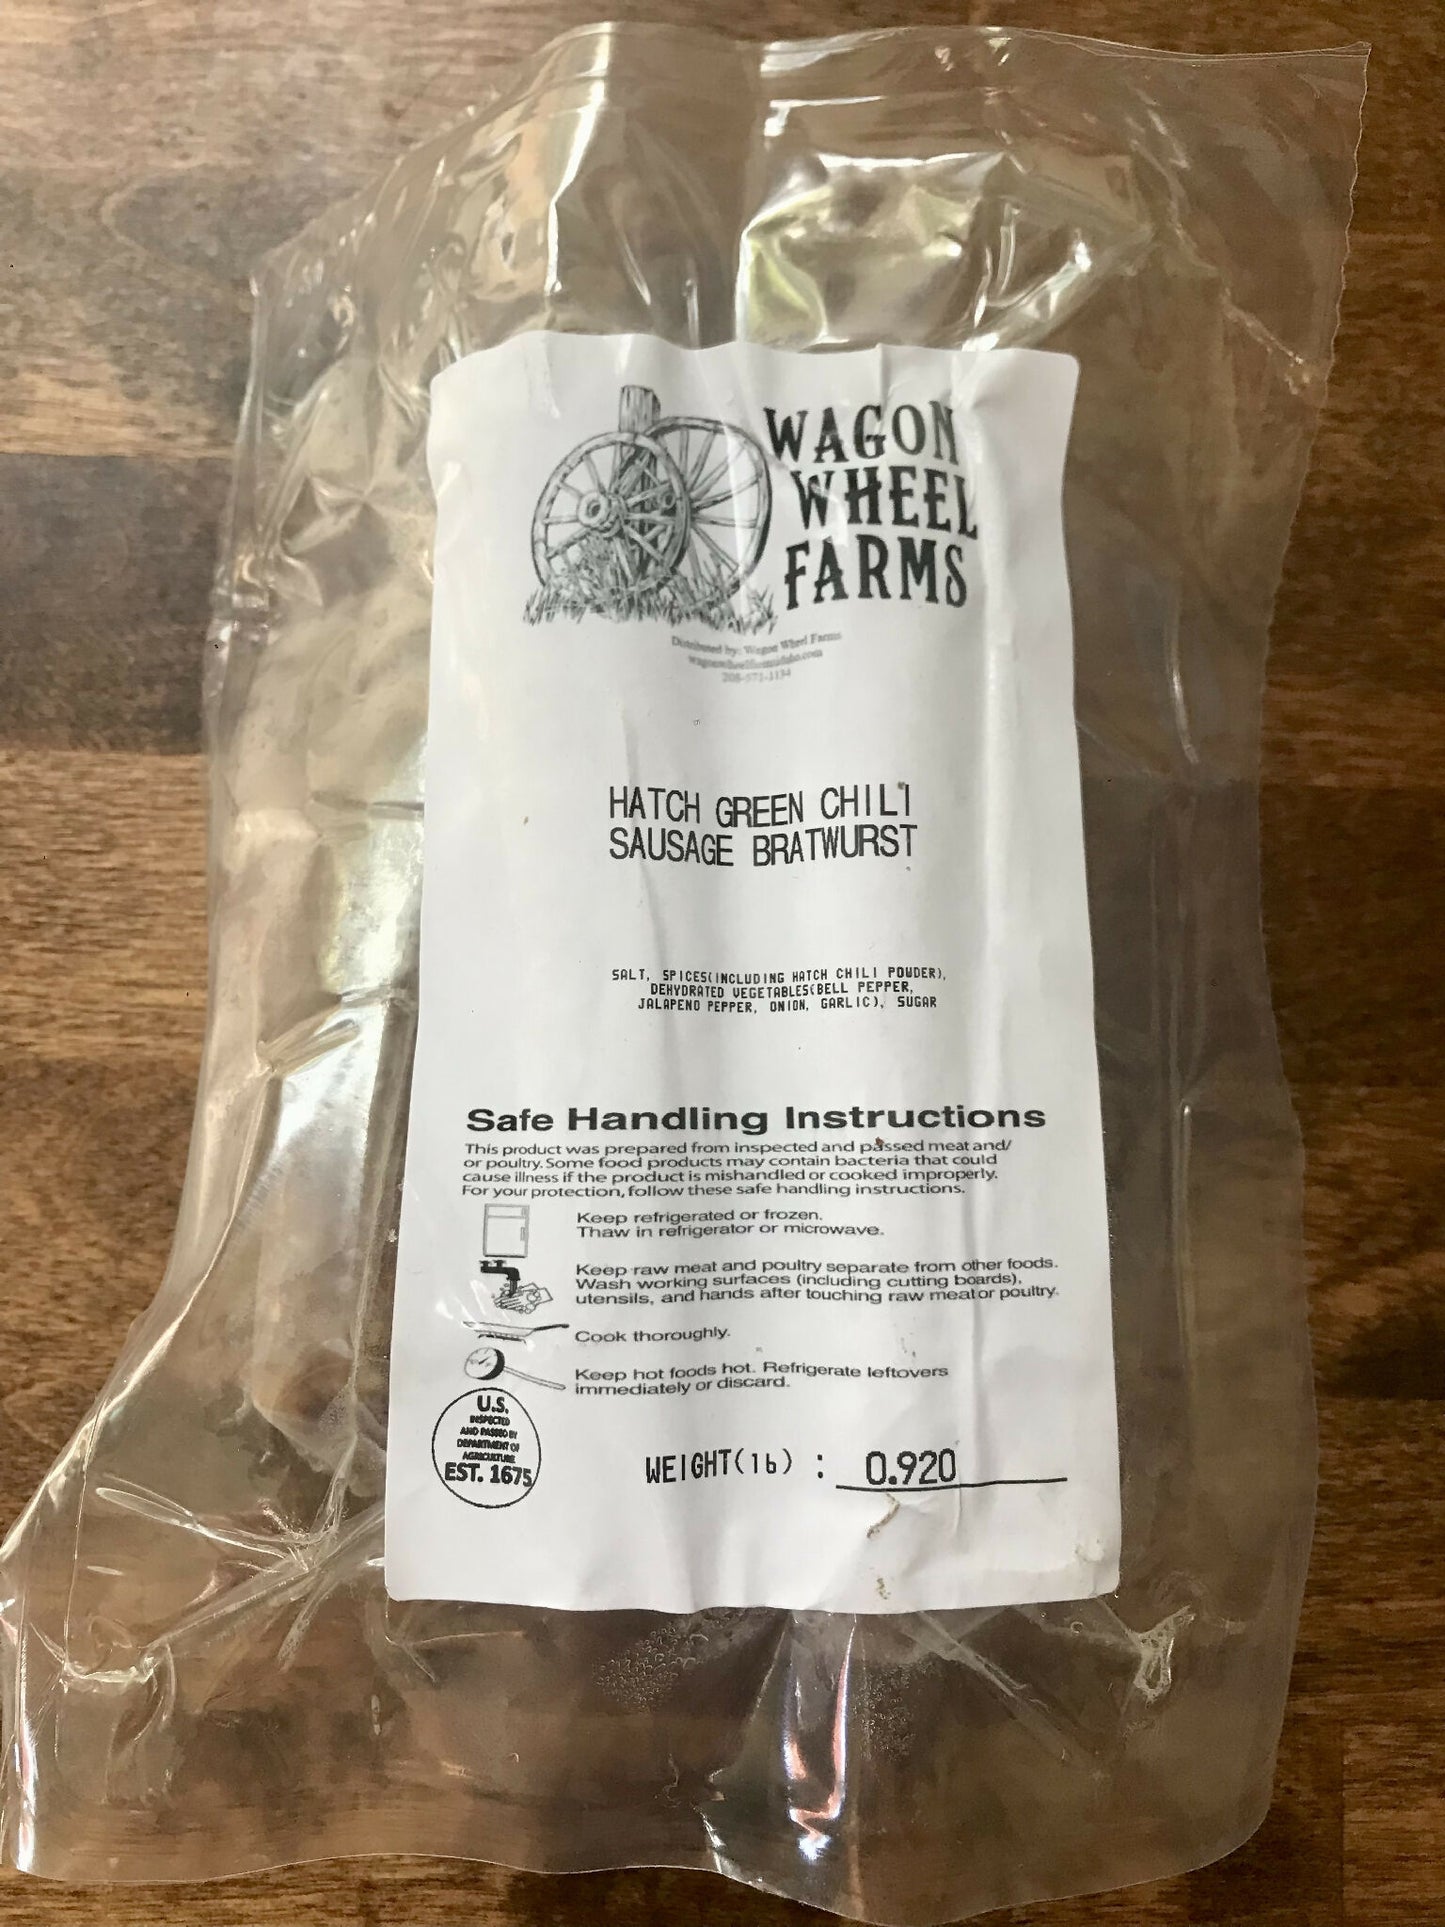 WAGON
WHEEL
FARMS
Distributed by: Wagon Wheel Farms
208-571-1134
HATCH GREEN CHILI
SAUSAGE BRATWURST
SALT, SPICES(INCLUDING HATCH CHILI POWDER),
DEHYDRATED VEGETABLES(BELL PEPPER,
JALAPENO PEPPER, ONION, GARLIC), SUGAR
Safe Handling Instructions
This product was prepared from inspected and passed meat and/
or poultry. Some food products may contain bacteria that could
cause illness if the product is mishandled or cooked improperly.
For your protection, follow these safe handling instructions.
Keep refrigerated or frozen.
Thaw in refrigerator or microwave.
Keep raw meat and poultry separate from other foods.
Wash working surfaces (including cutting boards),
utensils, and hands after touching raw meat or poultry.
Cook thoroughly.
Keep hot foods hot. Refrigerate leftovers
immediately or discard.
U.S.
INSPECTED
AND PASSED BY
DEPARTMENT OF
AGRICULTURE
EST. 1675
WEIGHT(lb) : 0.920